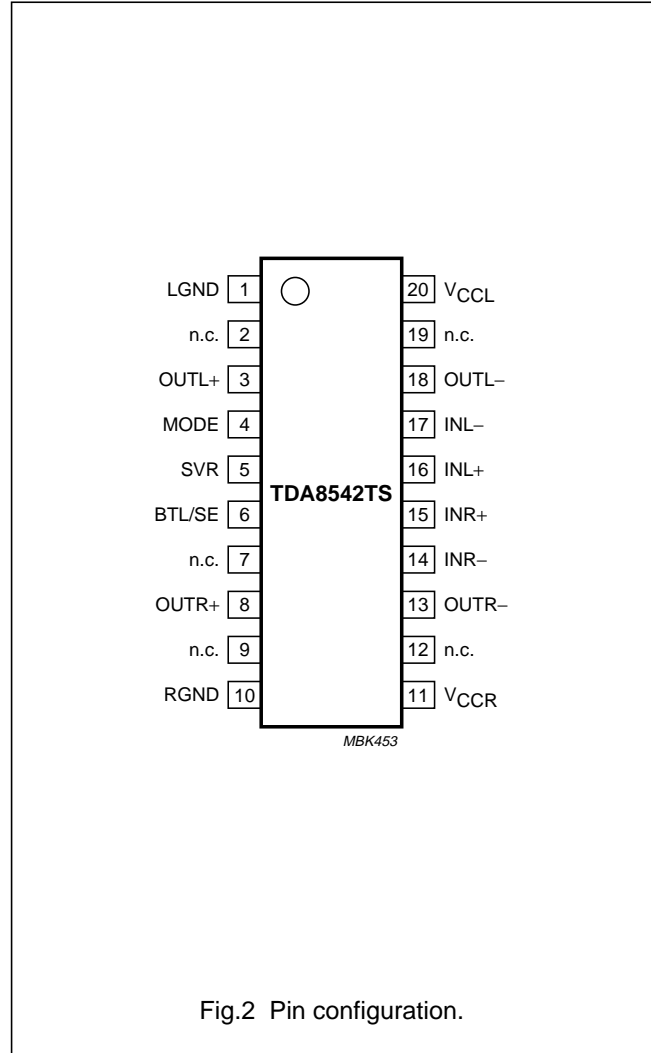 LGND 1
n.c. 2
OUTL+ 3
MODE 4
SVR 5
BTL/SE 6
n.c. 7
OUTR+ 8
n.c. 9
RGND 10
TDA8542TS
20 VCCL
19 n.c.
18 OUTL−
17 INL−
16 INL+
15 INR+
14 INR−
13 OUTR−
12 n.c.
11 VCCR
MBK453
Fig.2 Pin configuration.